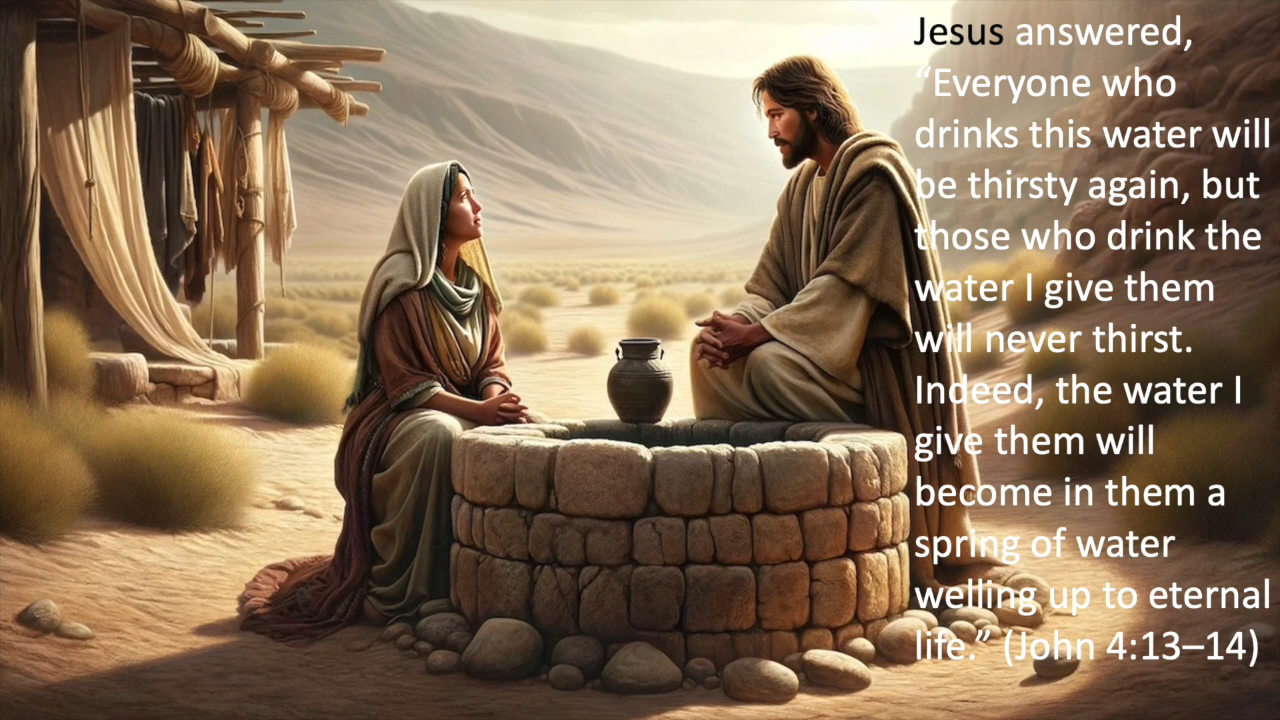 Jesus answered,
“Everyone who
drinks this water will
be thirsty again, but
those who drink the
water I give them
will never thirst.
Indeed, the water I
give them will
become in them a
spring of water
welling up to eternal
life.” (John 4:13–14)